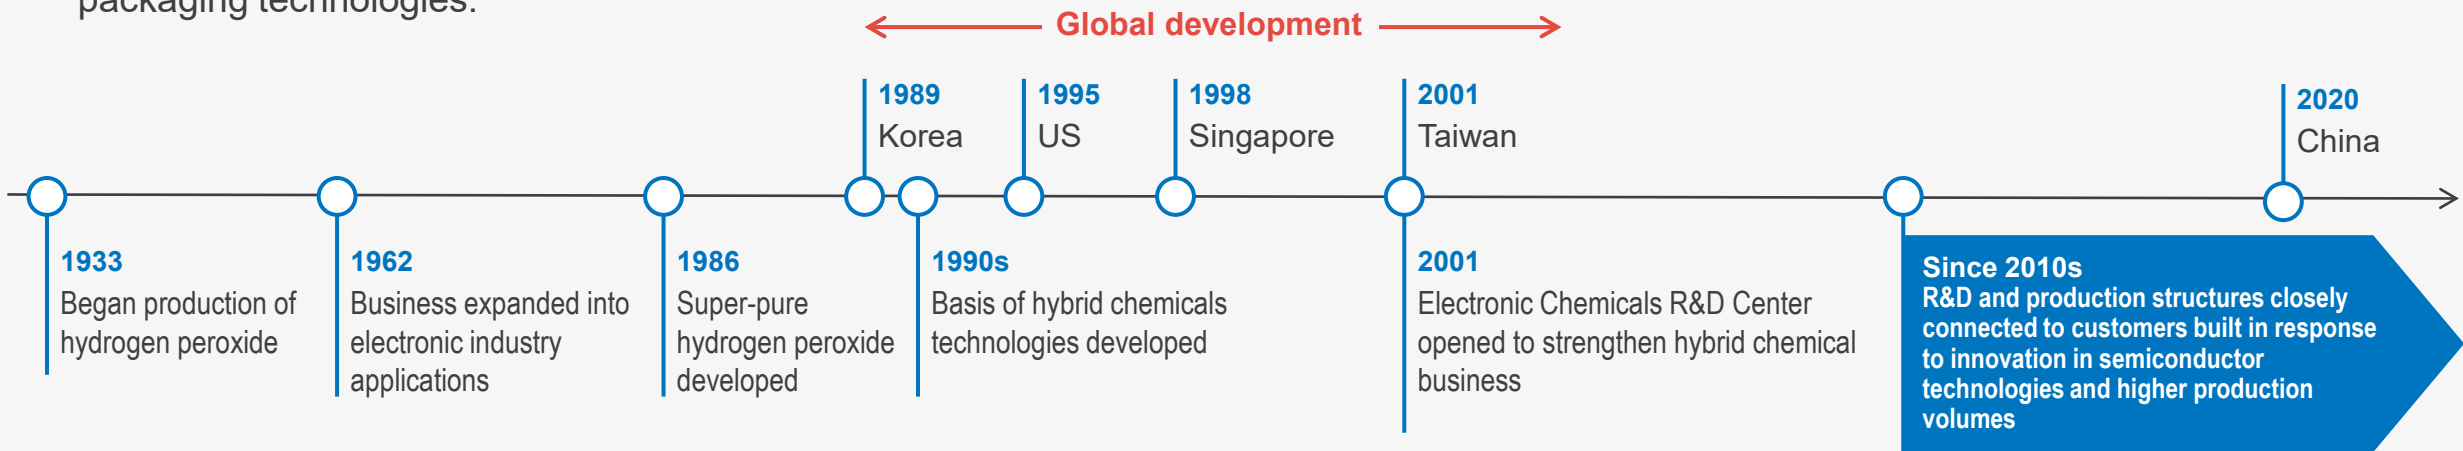 packaging technologies.
Global development
1989
Korea
1995
US
1998
Singapore
2001
Taiwan
2020
China
1933
Began production of
hydrogen peroxide
1962
Business expanded into
electronic industry
applications
1986
Super-pure
hydrogen peroxide
developed
1990s
Basis of hybrid chemicals
technologies developed
2001
Electronic Chemicals R&D Center
opened to strengthen hybrid chemical
business
Since 2010s
R&D and production structures closely
connected to customers built in response
to innovation in semiconductor
technologies and higher production
volumes